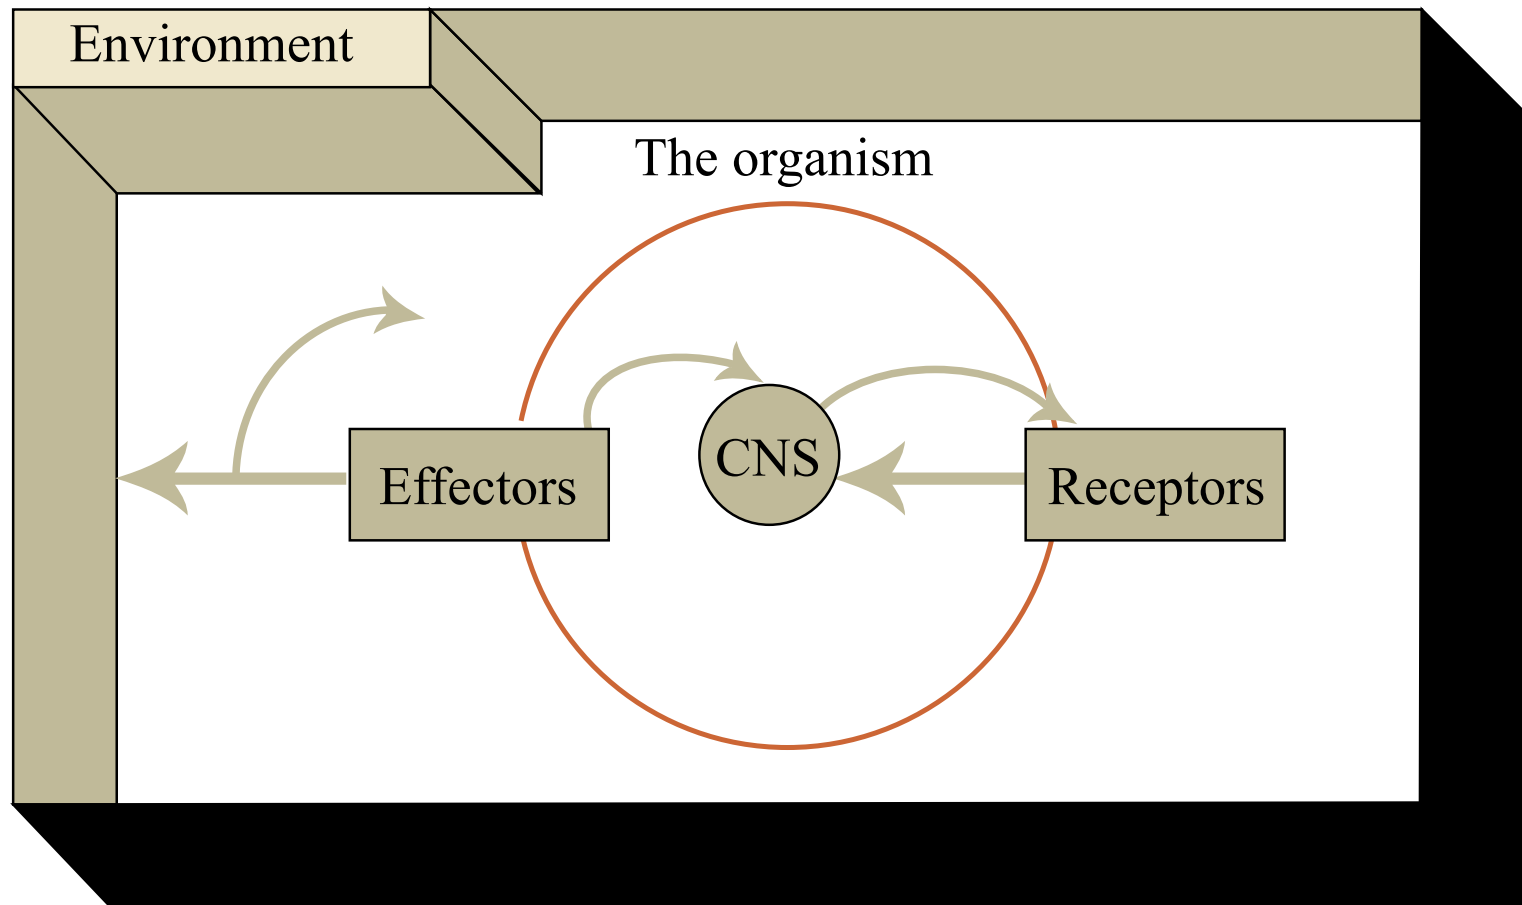 Environment
The organism
Effectors
CNS
Receptors